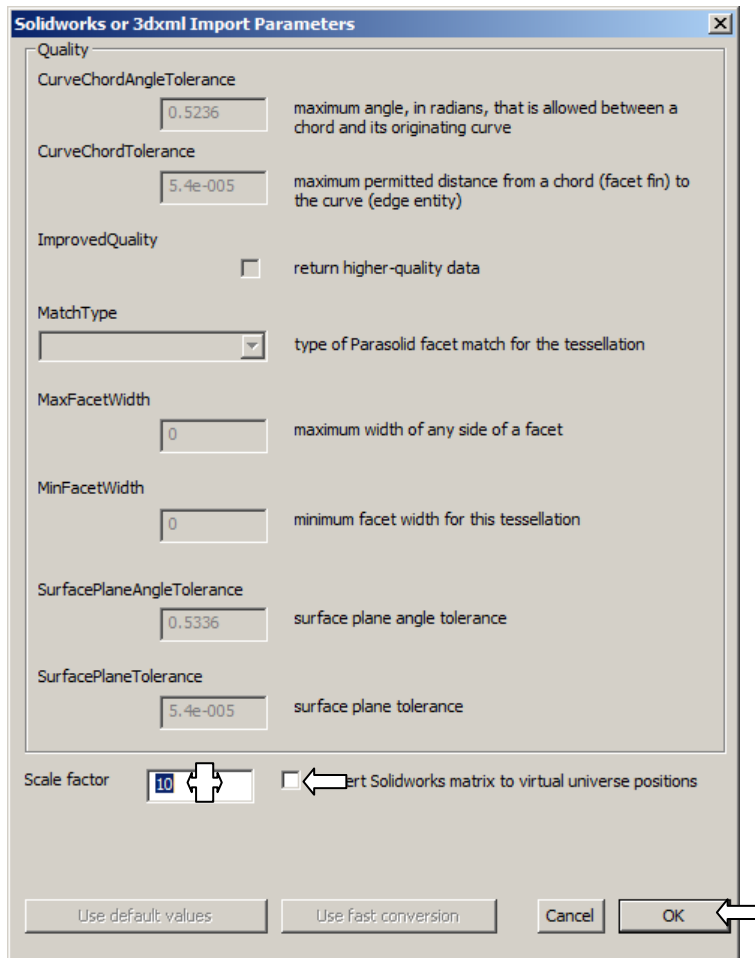 Solidworks or 3dxml Import Parameters
Quality
CurveChordAngleTolerance
0.5236
maximum angle, in radians, that is allowed between a
chord and its originating curve
CurveChordTolerance
5.4e-005
maximum permitted distance from a chord (facet fin) to
the curve (edge entity)
ImprovedQuality
return higher-quality data
MatchType
type of Parasolid facet match for the tessellation
MaxFacetWidth
0
maximum width of any side of a facet
MinFacetWidth
0
minimum facet width for this tessellation
SurfacePlaneAngleTolerance
0.5336
surface plane angle tolerance
SurfacePlaneTolerance
5.4e-005
surface plane tolerance
Scale factor
10
ert Solidworks matrix to virtual universe positions
Use default values
Use fast conversion
Cancel
OK